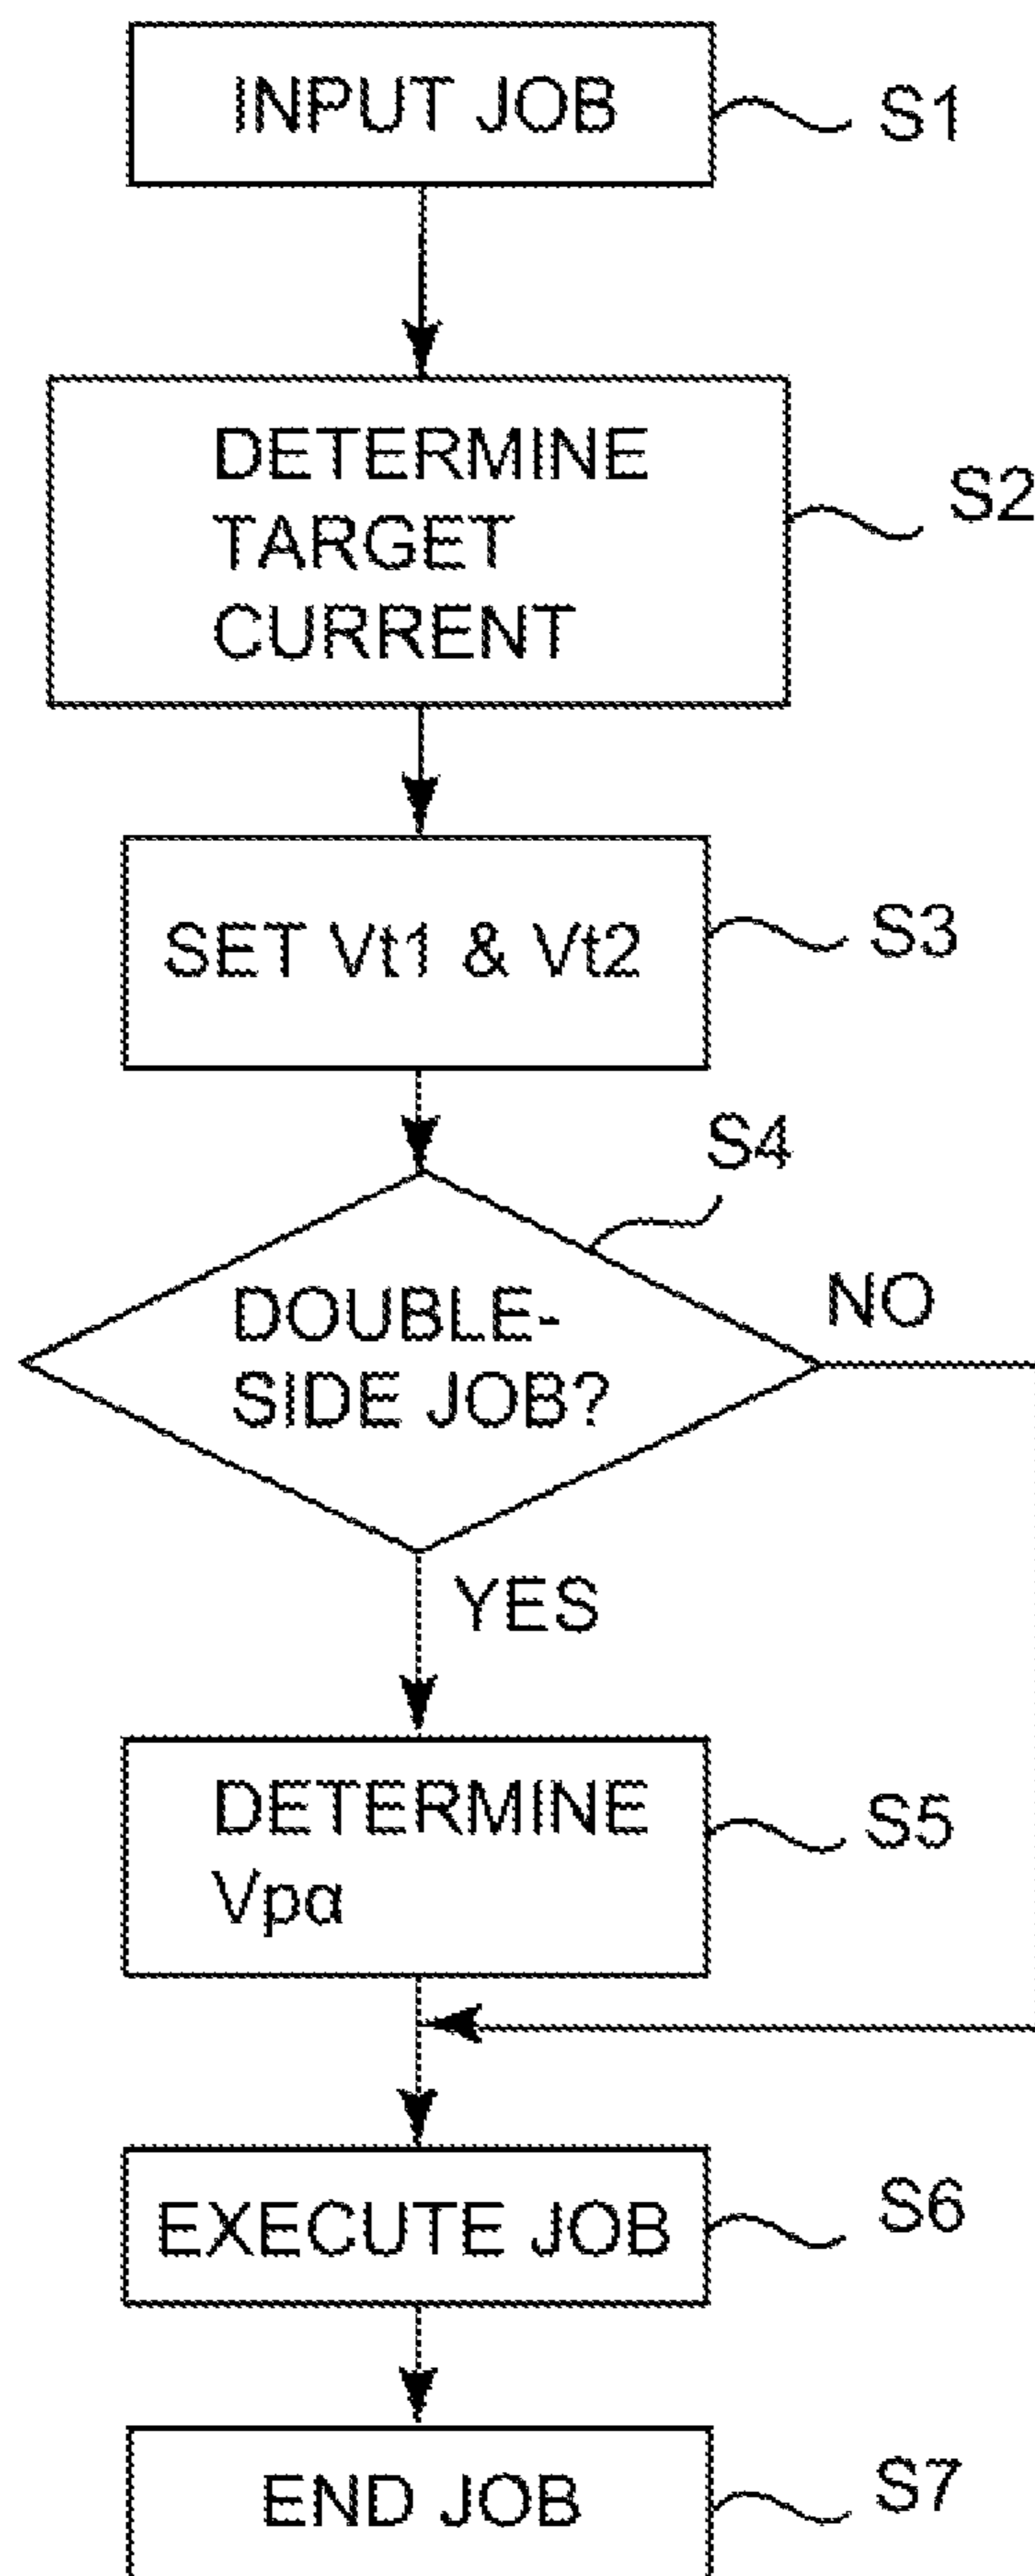 INPUT JOB
S1
DETERMINE
TARGET
CURRENT
S2
SET Vt1 & Vt2
S3
S4
DOUBLE-
SIDE JOB?
NO
YES
DETERMINE
Vpα
S5
EXECUTE JOB
S6
END JOB
S7